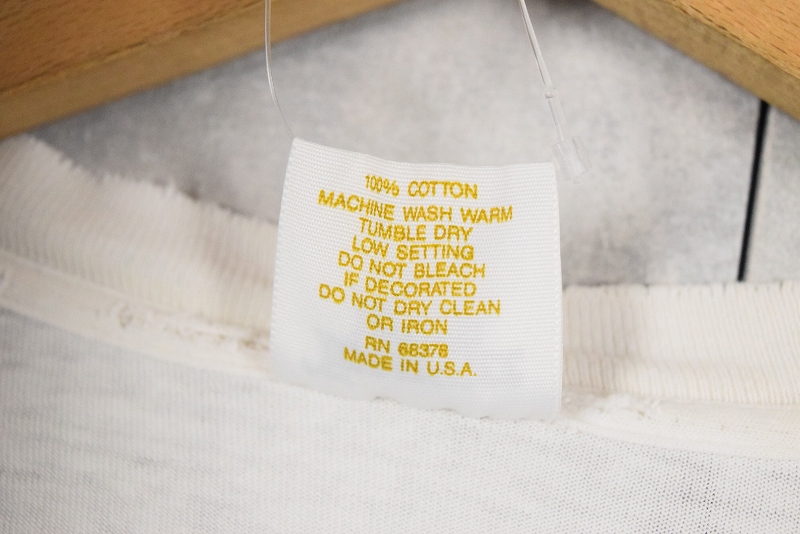 100% COTTON
MACHINE WASH WARM
TUMBLE DRY
LOW SETTING
DO NOT BLEACH
IF DECORATED
DO NOT DRY CLEAN
OR IRON
RN 68378
MADE IN U.S.A.